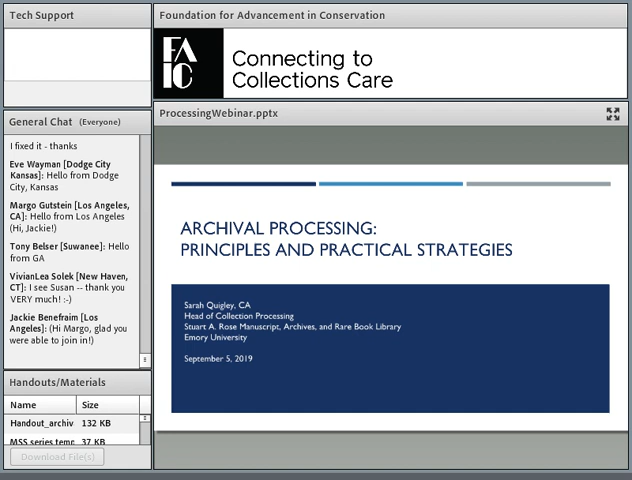 Tech Support
Foundation for Advancement in Conservation
FA
IC
Connecting to
Collections Care
General Chat (Everyone)
I fixed it - thanks
Eve Wayman [Dodge City
Kansas]: Hello from Dodge
City, Kansas
Margo Gutstein [Los Angeles,
CA]: Hello from Los Angeles
(Hi, Jackie!)
Tony Belser [Suwanee]: Hello
from GA
VivianLea Solek [New Haven,
CT]: I see Susan -- thank you
VERY much! :-)
Jackie Benefraim [Los
Angeles]: (Hi Margo, glad you
were able to join in!)
Handouts/Materials
Name Size
Handout_archiv 132 KB
MSS series temp 37 KB
Download File(s)
ProcessingWebinar.pptx
ARCHIVAL PROCESSING:
PRINCIPLES AND PRACTICAL STRATEGIES
Sarah Quigley, CA
Head of Collection Processing
Stuart A. Rose Manuscript, Archives, and Rare Book Library
Emory University
September 5, 2019